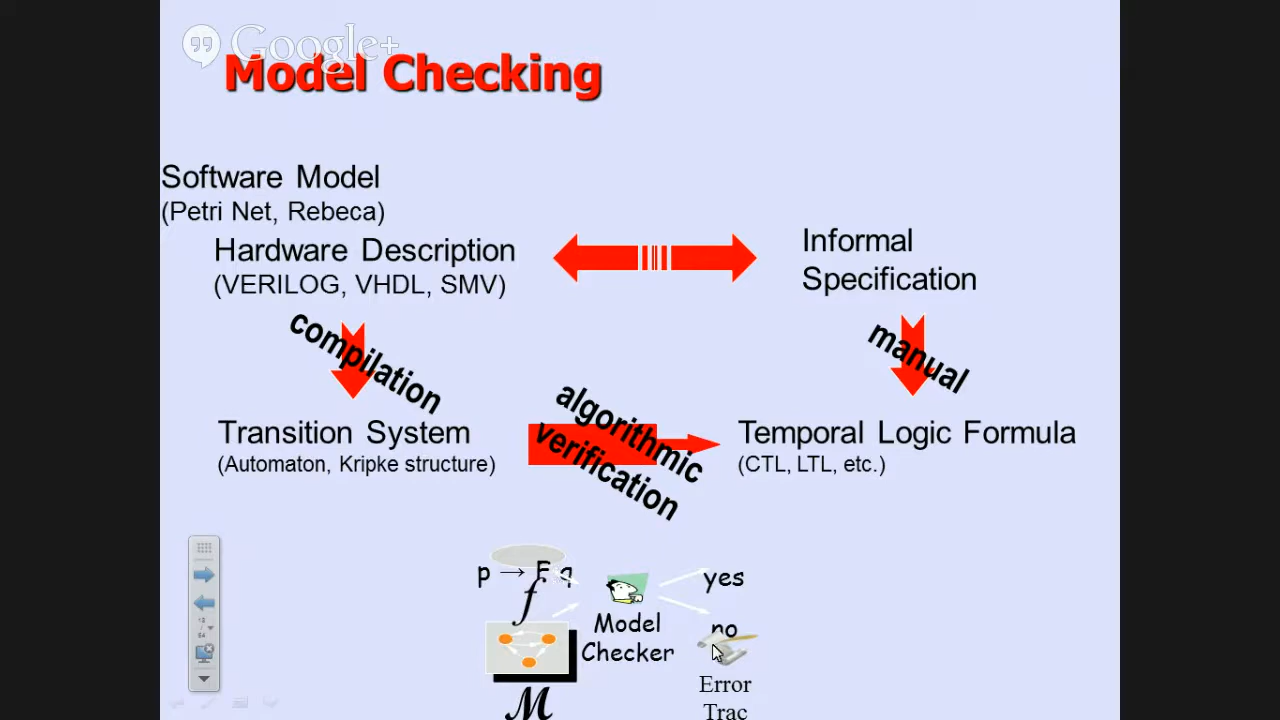 Google+
Model Checking
Software Model
(Petri Net, Rebeca)
Hardware Description
(VERILOG, VHDL, SMV)
Informal
Specification
compilation
manual
algorithmic
verification
Transition System
(Automaton, Kripke structure)
Temporal Logic Formula
(CTL, LTL, etc.)
p → F q
f
yes
no
Model
Checker
M
Error
Trac